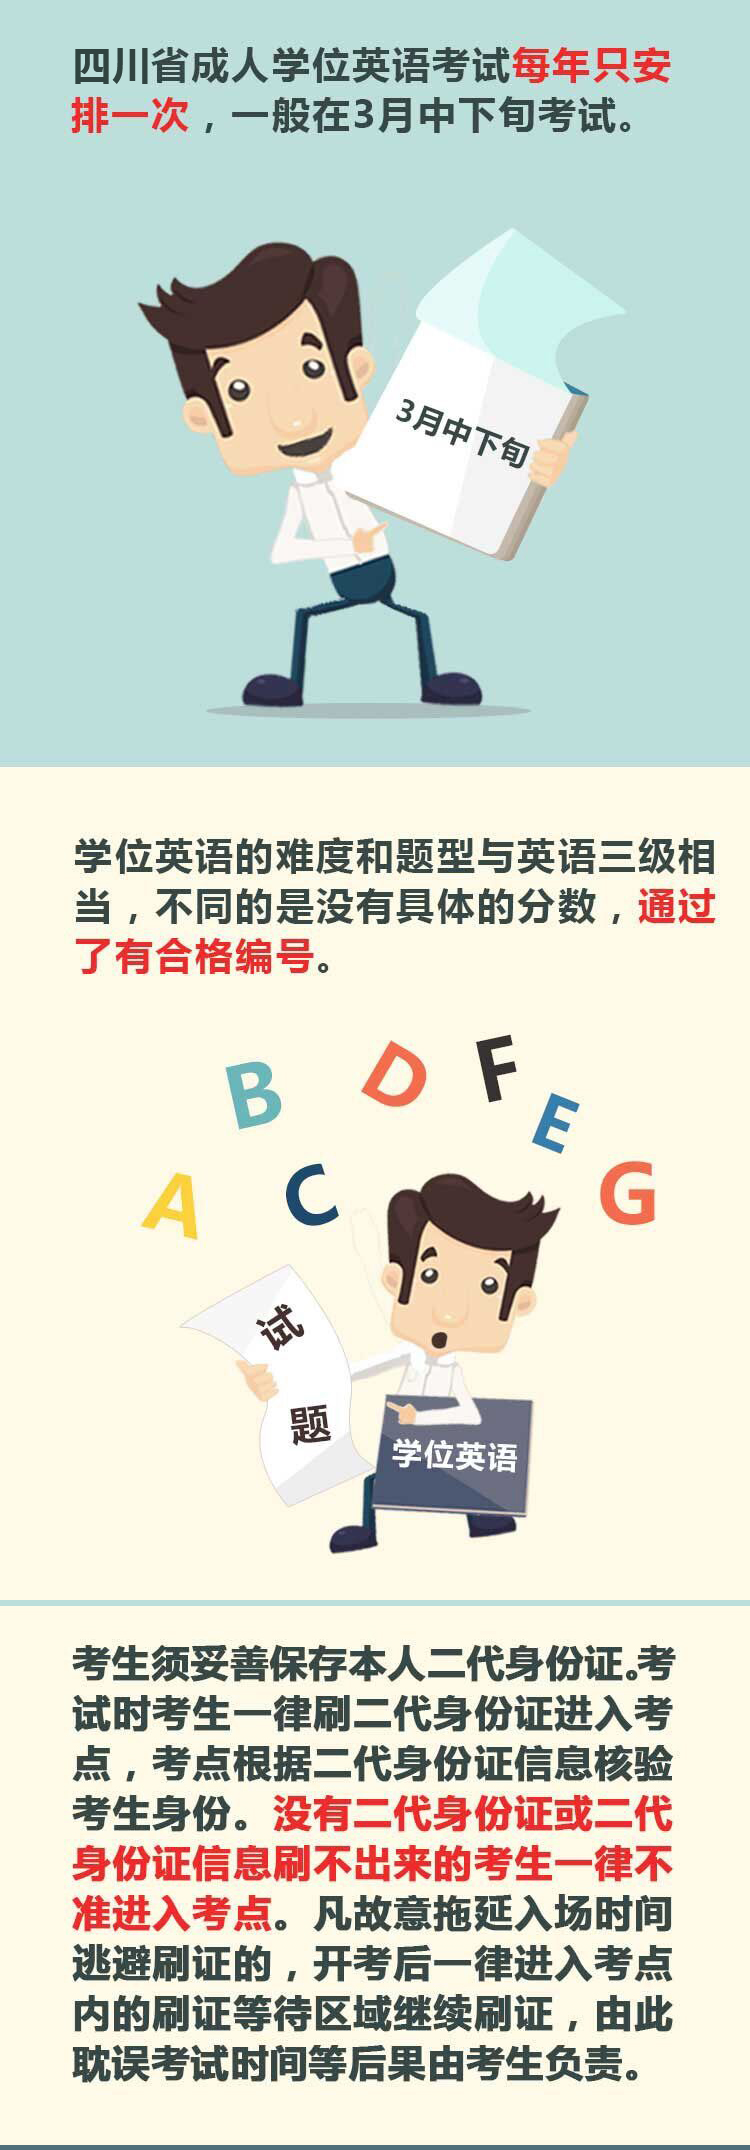 四川省成人学位英语考试每年只安
排一次，一般在3月中下旬考试。
3月中下旬
学位英语的难度和题型与英语三级相
当，不同的是没有具体的分数，通过
了有合格编号。
B
D
F
E
A
C
G
试
题
学位英语
考生须妥善保存本人二代身份证。考
试时考生一律刷二代身份证进入考
点，考点根据二代身份证信息核验
考生身份。没有二代身份证或二代
身份证信息刷不出来的考生一律不
准进入考点。凡故意拖延入场时间
逃避刷证的，开考后一律进入考点
内的刷证等待区域继续刷证，由此
耽误考试时间等后果由考生负责。